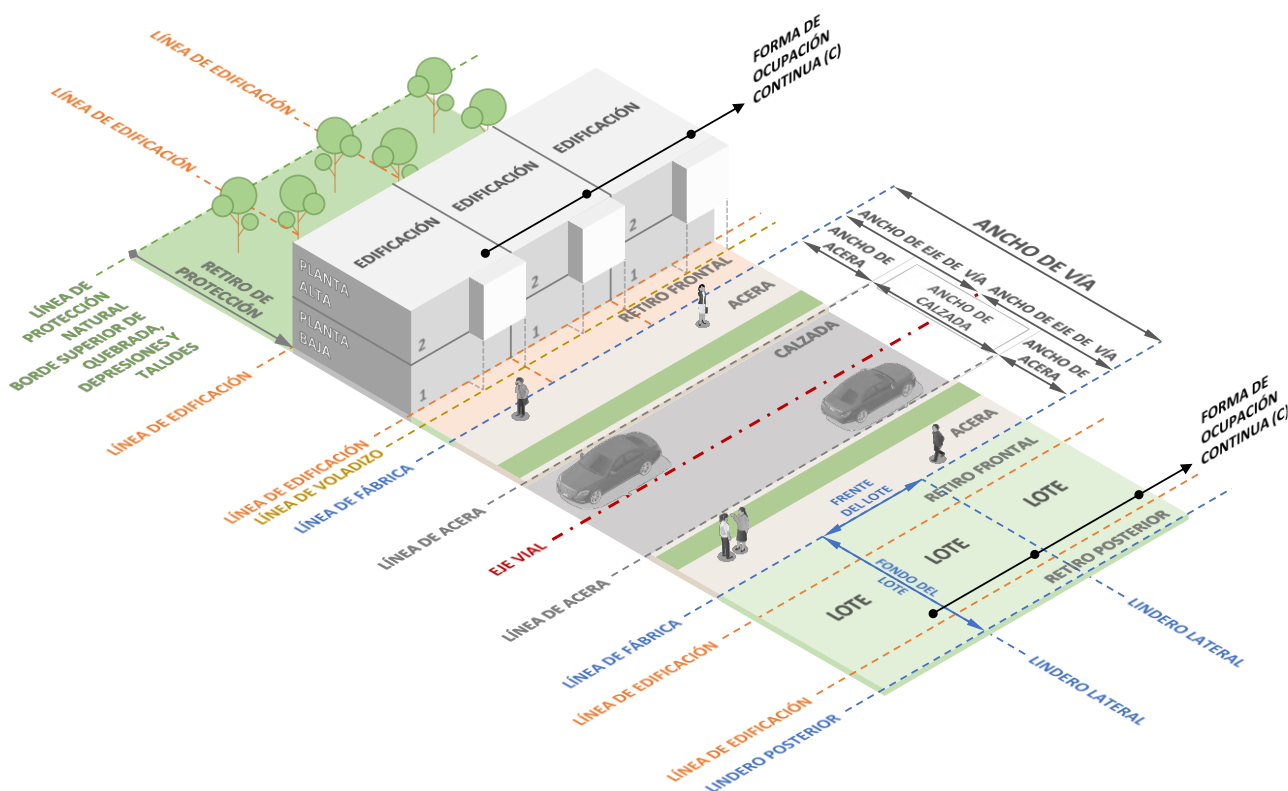 FORMA DE
OCUPACIÓN
CONTINUA (C)
LÍNEA DE EDIFICACIÓN
LÍNEA DE EDIFICACIÓN
EDIFICACIÓN
EDIFICACIÓN
EDIFICACIÓN
PLANTA
ALTA
PLANTA
BAJA
2
1
2
1
2
1
RETIRO DE
PROTECCIÓN
LÍNEA DE
PROTECCIÓN
NATURAL
BORDE SUPERIOR DE
QUEBRADA,
DEPRESIONES Y
TALUDES
LÍNEA DE EDIFICACIÓN
LÍNEA DE EDIFICACIÓN
LÍNEA DE VOLADIZO
LÍNEA DE FÁBRICA
LÍNEA DE ACERA
EJE VIAL
LÍNEA DE ACERA
LÍNEA DE FÁBRICA
LÍNEA DE EDIFICACIÓN
LÍNEA DE EDIFICACIÓN
LINDERO POSTERIOR
RETIRO FRONTAL
ACERA
CALZADA
ACERA
RETIRO FRONTAL
ANCHO DE VÍA
ANCHO DE EJE DE VÍA
ANCHO DE EJE DE VÍA
ANCHO DE
ACERA
ANCHO DE
CALZADA
ANCHO DE
ACERA
FORMA DE
OCUPACIÓN
CONTINUA (C)
FRENTE
DEL LOTE
FONDO DEL
LOTE
LOTE
LOTE
LOTE
RETIRO POSTERIOR
LINDERO LATERAL
LINDERO LATERAL